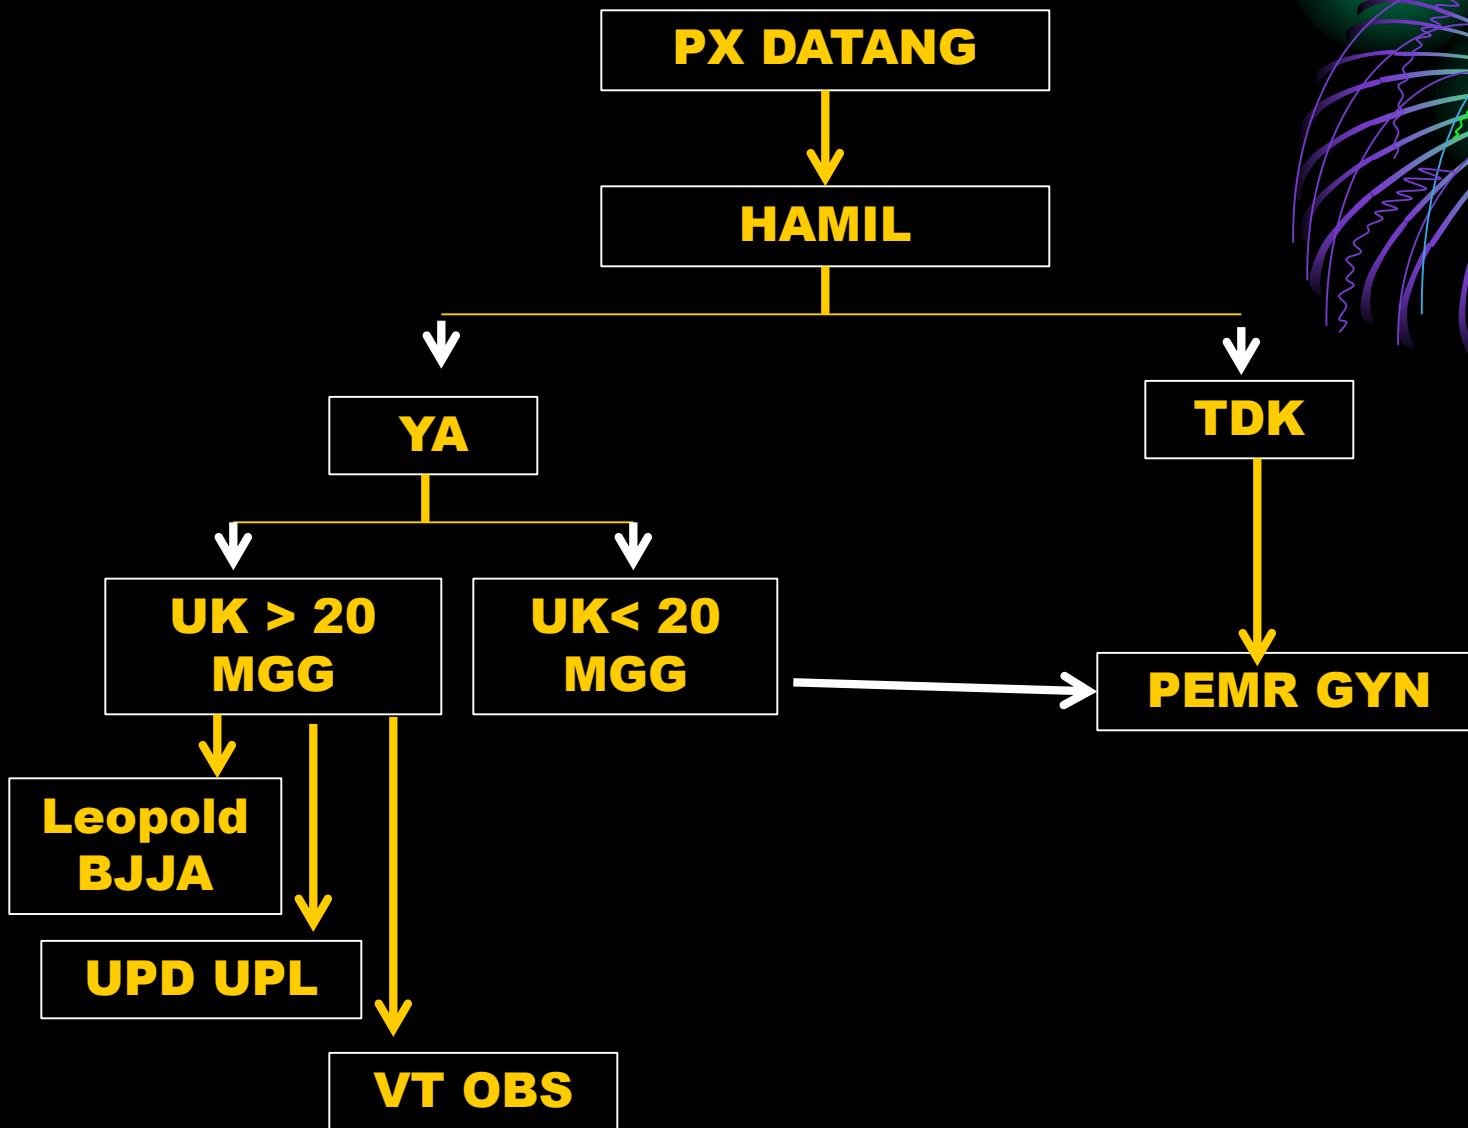 PX DATANG
HAMIL
YA
TDK
UK > 20
MGG
UK< 20
MGG
PEMR GYN
Leopold
BJJA
UPD UPL
VT OBS